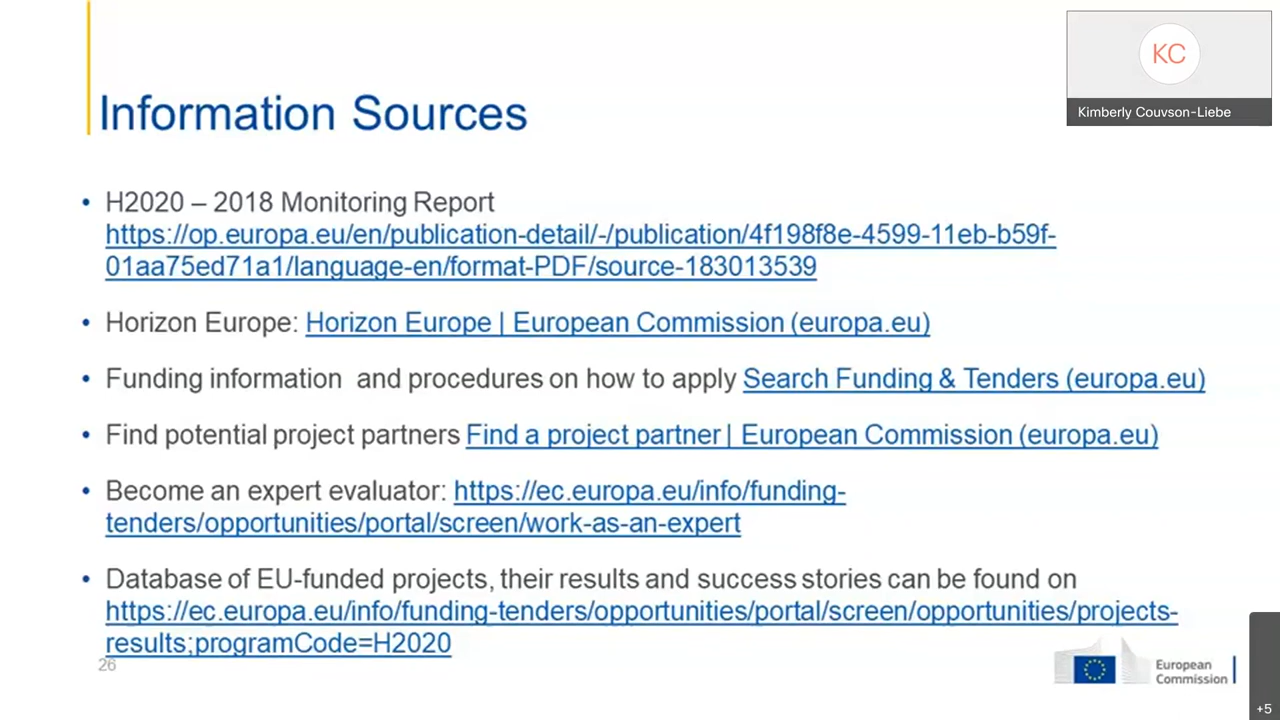 KC
Kimberly Couvson-Liebe
Information Sources
• H2020 – 2018 Monitoring Report
https://op.europa.eu/en/publication-detail/-/publication/4f198f8e-4599-11eb-b59f-
01aa75ed71a1/language-en/format-PDF/source-183013539
• Horizon Europe: Horizon Europe | European Commission (europa.eu)
• Funding information and procedures on how to apply Search Funding & Tenders (europa.eu)
• Find potential project partners Find a project partner | European Commission (europa.eu)
• Become an expert evaluator: https://ec.europa.eu/info/funding-
tenders/opportunities/portal/screen/work-as-an-expert
• Database of EU-funded projects, their results and success stories can be found on
https://ec.europa.eu/info/funding-tenders/opportunities/portal/screen/opportunities/projects-
results;programCode=H2020
26
European
Commission
+5